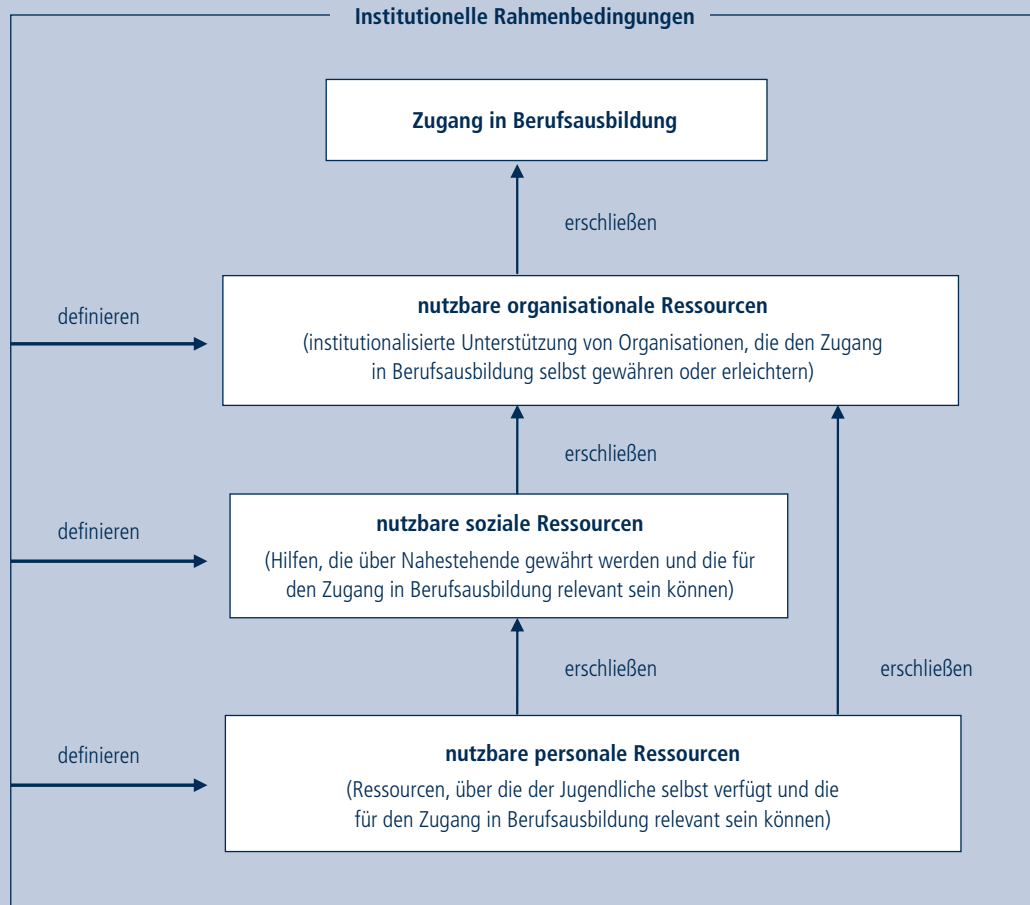 Institutionelle Rahmenbedingungen
Zugang in Berufsausbildung
erschließen
definieren
nutzbare organisationale Ressourcen
(institutionalisierte Unterstützung von Organisationen, die den Zugang
in Berufsausbildung selbst gewähren oder erleichtern)
erschließen
definieren
nutzbare soziale Ressourcen
(Hilfen, die über Nahestehende gewährt werden und die für
den Zugang in Berufsausbildung relevant sein können)
erschließen
erschließen
definieren
nutzbare personale Ressourcen
(Ressourcen, über die der Jugendliche selbst verfügt und die
für den Zugang in Berufsausbildung relevant sein können)